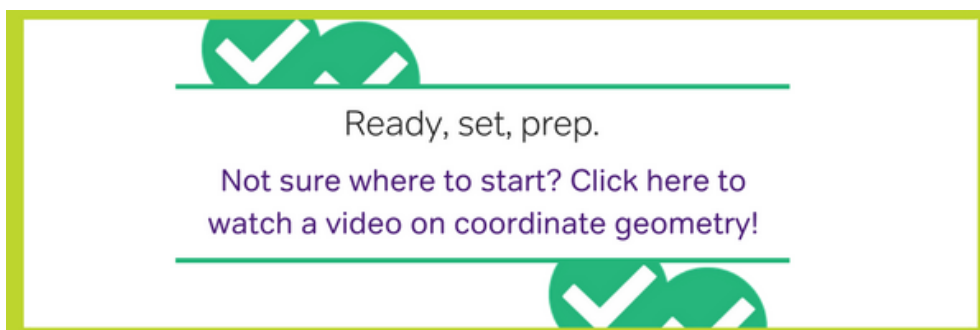 Ready, set, prep.
Not sure where to start? Click here to
watch a video on coordinate geometry!